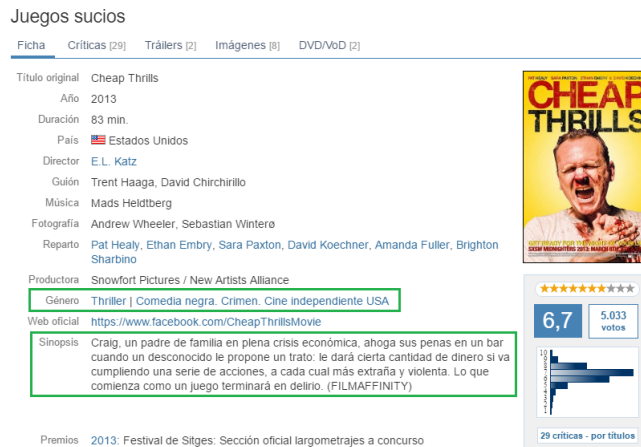 Juegos sucios
Ficha Críticas [29] Tráilers [2] Imágenes [8] DVD/VoD [2]
Título original Cheap Thrills
Año 2013
Duración 83 min.
País Estados Unidos
Director E.L. Katz
Guión Trent Haaga, David Chirchirillo
Música Mads Heldtberg
Fotografía Andrew Wheeler, Sebastian Winterø
Reparto Pat Healy, Ethan Embry, Sara Paxton, David Koechner, Amanda Fuller, Brighton
Sharbino
Productora Snowfort Pictures / New Artists Alliance
Género Thriller | Comedia negra. Crimen. Cine independiente USA
Web oficial https://www.facebook.com/CheapThrillsMovie
Sinopsis Craig, un padre de familia en plena crisis económica, ahoga sus penas en un bar
cuando un desconocido le propone un trato: le dará cierta cantidad de dinero si va
cumpliendo una serie de acciones, a cada cual más extraña y violenta. Lo que
comienza como un juego terminará en delirio. (FILMAFFINITY)
Premios 2013: Festival de Sitges: Sección oficial largometrajes a concurso
CHEAP
THRILLS
6,7
5.033
votos
29 críticas - por títulos